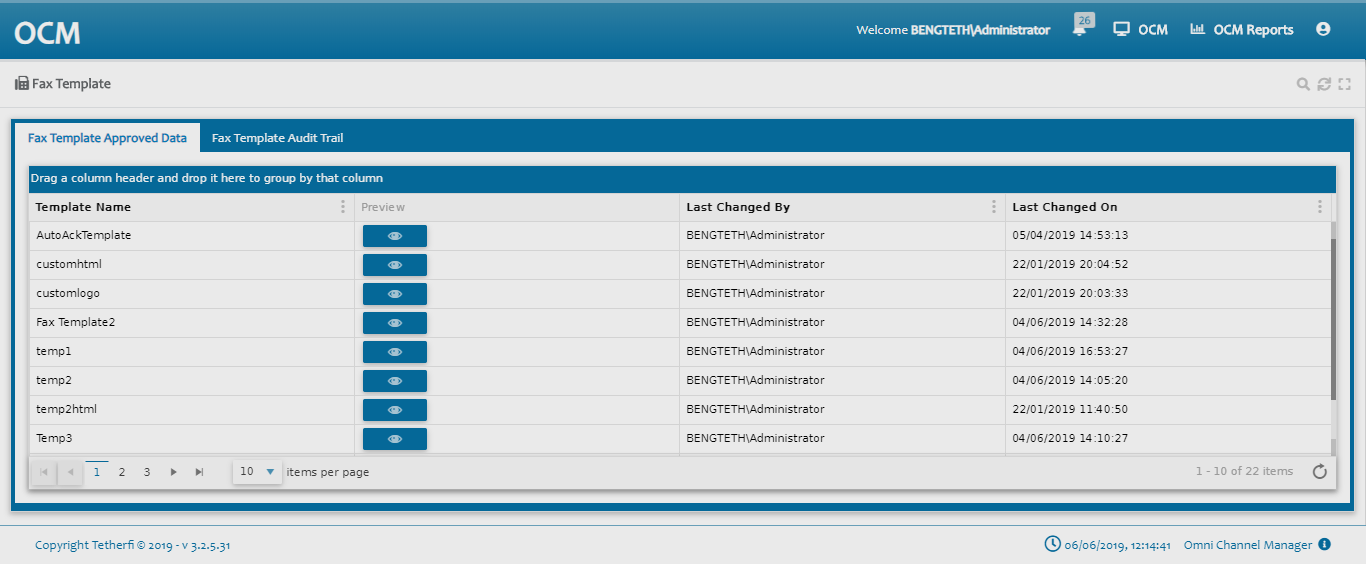 OCM
Welcome BENGTETH\Administrator
26
OCM
OCM Reports
Fax Template
Fax Template Approved Data
Fax Template Audit Trail
Drag a column header and drop it here to group by that column
Template Name Preview Last Changed By Last Changed On
AutoAckTemplate BENGTETH\Administrator 05/04/2019 14:53:13
customhtml BENGTETH\Administrator 22/01/2019 20:04:52
customlogo BENGTETH\Administrator 22/01/2019 20:03:33
Fax Template2 BENGTETH\Administrator 04/06/2019 14:32:28
temp1 BENGTETH\Administrator 04/06/2019 16:53:27
temp2 BENGTETH\Administrator 04/06/2019 14:05:20
temp2html BENGTETH\Administrator 22/01/2019 11:40:50
Temp3 BENGTETH\Administrator 04/06/2019 14:10:27
1 2 3 10 items per page 1 - 10 of 22 items
Copyright Tetherfi © 2019 - v 3.2.5.31 06/06/2019, 12:14:41 Omni Channel Manager